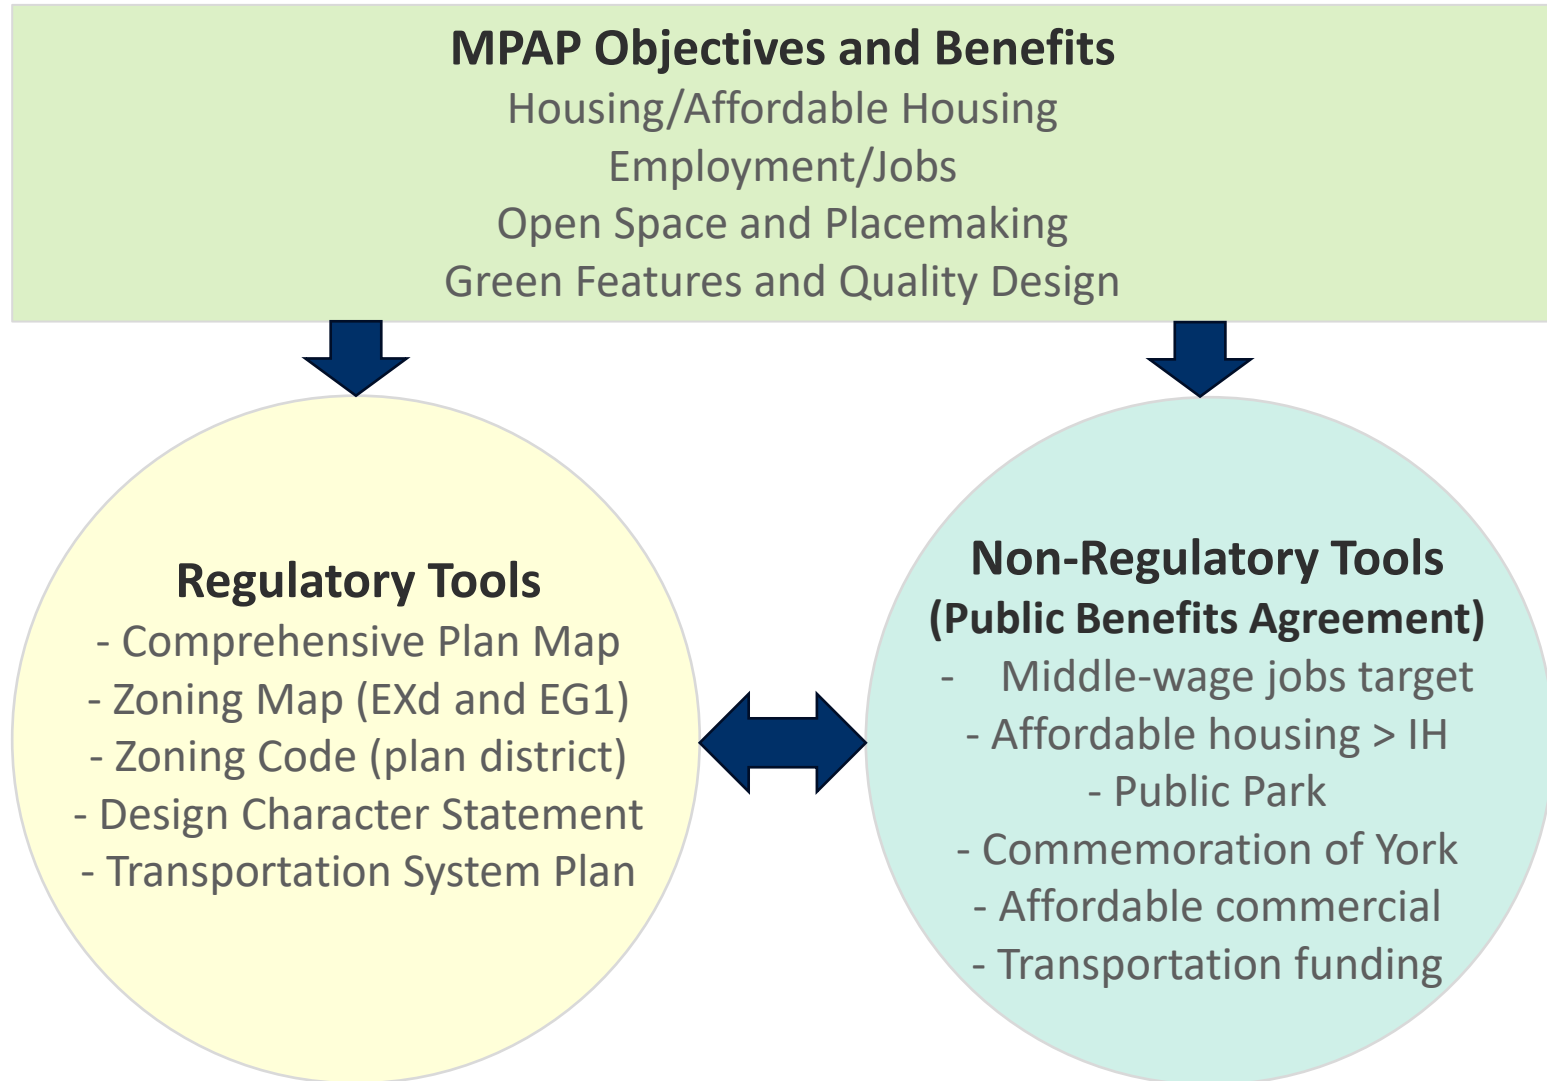 MPAP Objectives and Benefits
Housing/Affordable Housing
Employment/Jobs
Open Space and Placemaking
Green Features and Quality Design
Regulatory Tools
- Comprehensive Plan Map
- Zoning Map (EXd and EG1)
- Zoning Code (plan district)
- Design Character Statement
- Transportation System Plan
Non-Regulatory Tools
(Public Benefits Agreement)
- Middle-wage jobs target
- Affordable housing > IH
- Public Park
- Commemoration of York
- Affordable commercial
- Transportation funding